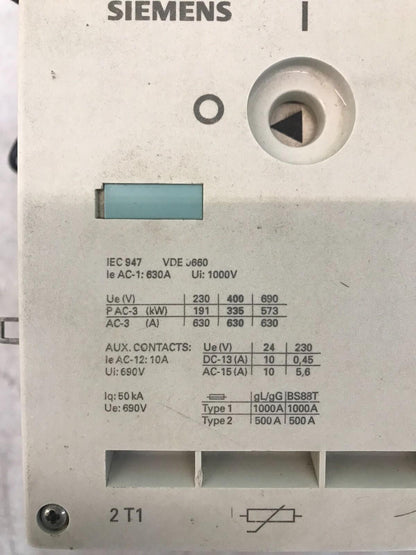 SIEMENS
I
O
IEC 947 VDE 0660
Ie AC-1: 630A Ui: 1000V
Ue (V) 230 400 690
P AC-3 (kW) 191 335 573
AC-3 (A) 630 630 630
AUX. CONTACTS: Ue (V) 24 230
Ie AC-12: 10A DC-13 (A) 10 0,45
Ui: 690V AC-15 (A) 10 5,6
Iq: 50 kA gL/gG BS88T
Ue: 690V Type 1 1000A 1000A
Type 2 500 A 500 A
2 T1